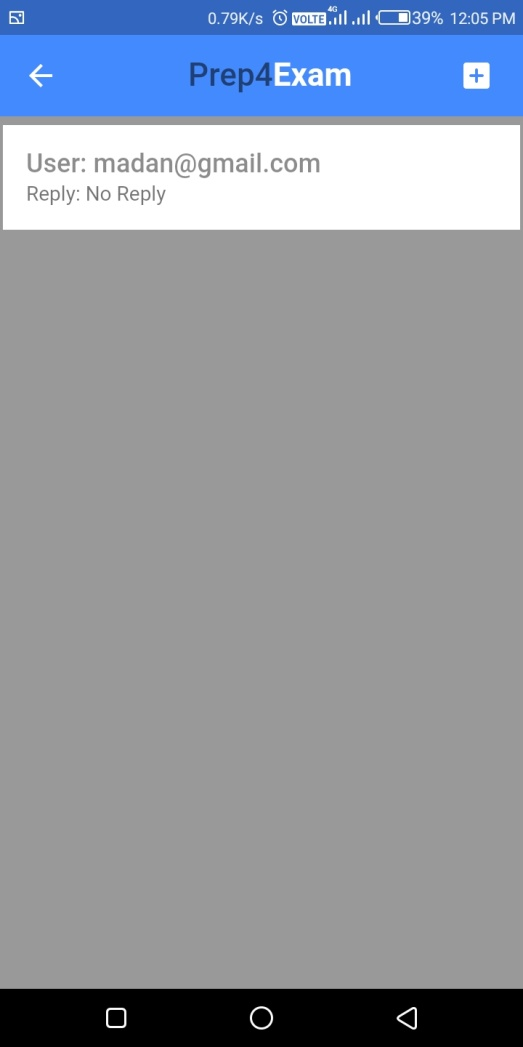 0.79K/s VOLTE 4G 39% 12:05 PM
Prep4Exam
User: madan@gmail.com
Reply: No Reply